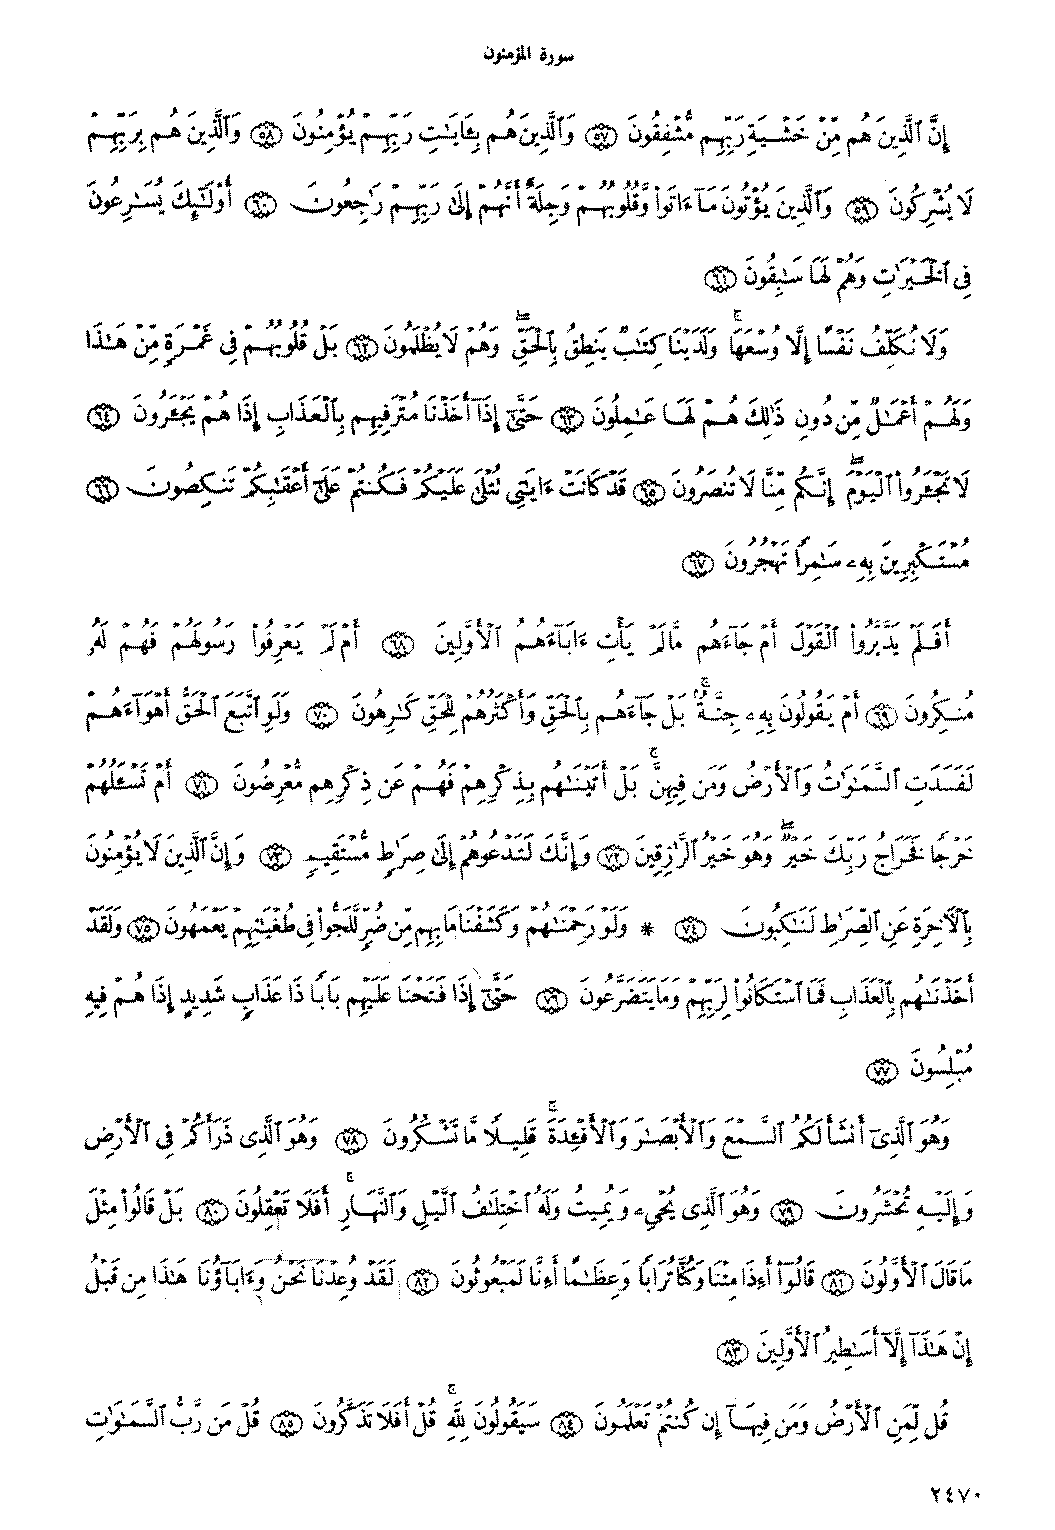 سورة المؤمنون
إِنَّ ٱلَّذِينَ هُم مِّنْ خَشْيَةِ رَبِّهِم مُّشْفِقُونَ ۝٥٧ وَٱلَّذِينَ هُم بِـَٔايَـٰتِ رَبِّهِمْ يُؤْمِنُونَ ۝٥٨ وَٱلَّذِينَ هُم بِرَبِّهِمْ
لَا يُشْرِكُونَ ۝٥٩ وَٱلَّذِينَ يُؤْتُونَ مَآ ءَاتَوا۟ وَّقُلُوبُهُمْ وَجِلَةٌ أَنَّهُمْ إِلَىٰ رَبِّهِمْ رَٰجِعُونَ ۝٦٠ أُو۟لَـٰٓئِكَ يُسَـٰرِعُونَ
فِى ٱلْخَيْرَٰتِ وَهُمْ لَهَا سَـٰبِقُونَ ۝٦١
وَلَا نُكَلِّفُ نَفْسًا إِلَّا وُسْعَهَا ۚ وَلَدَيْنَا كِتَـٰبٌ يَنطِقُ بِٱلْحَقِّ ۖ وَهُمْ لَا يُظْلَمُونَ ۝٦٢ بَلْ قُلُوبُهُمْ فِى غَمْرَةٍ مِّنْ هَـٰذَا
وَلَهُمْ أَعْمَـٰلٌ مِّن دُونِ ذَٰلِكَ هُمْ لَهَا عَـٰمِلُونَ ۝٦٣ حَتَّىٰٓ إِذَآ أَخَذْنَا مُتْرَفِيهِم بِٱلْعَذَابِ إِذَا هُمْ يَجْـَٔرُونَ ۝٦٤
لَا تَجْـَٔرُوا۟ ٱلْيَوْمَ ۖ إِنَّكُم مِّنَّا لَا تُنصَرُونَ ۝٦٥ قَدْ كَانَتْ ءَايَـٰتِى تُتْلَىٰ عَلَيْكُمْ فَكُنتُمْ عَلَىٰٓ أَعْقَـٰبِكُمْ تَنكِصُونَ ۝٦٦
مُسْتَكْبِرِينَ بِهِۦ سَـٰمِرًا تَهْجُرُونَ ۝٦٧
أَفَلَمْ يَدَّبَّرُوا۟ ٱلْقَوْلَ أَمْ جَآءَهُم مَّا لَمْ يَأْتِ ءَابَآءَهُمُ ٱلْأَوَّلِينَ ۝٦٨ أَمْ لَمْ يَعْرِفُوا۟ رَسُولَهُمْ فَهُمْ لَهُۥ
مُنكِرُونَ ۝٦٩ أَمْ يَقُولُونَ بِهِۦ جِنَّةٌۢ ۚ بَلْ جَآءَهُم بِٱلْحَقِّ وَأَكْثَرُهُمْ لِلْحَقِّ كَـٰرِهُونَ ۝٧٠ وَلَوِ ٱتَّبَعَ ٱلْحَقُّ أَهْوَآءَهُمْ
لَفَسَدَتِ ٱلسَّمَـٰوَٰتُ وَٱلْأَرْضُ وَمَن فِيهِنَّ ۚ بَلْ أَتَيْنَـٰهُم بِذِكْرِهِمْ فَهُمْ عَن ذِكْرِهِم مُّعْرِضُونَ ۝٧١ أَمْ تَسْـَٔلُهُمْ
خَرْجًا فَخَرَاجُ رَبِّكَ خَيْرٌ ۖ وَهُوَ خَيْرُ ٱلرَّٰزِقِينَ ۝٧٢ وَإِنَّكَ لَتَدْعُوهُمْ إِلَىٰ صِرَٰطٍ مُّسْتَقِيمٍ ۝٧٣ وَإِنَّ ٱلَّذِينَ لَا يُؤْمِنُونَ
بِٱلْـَٔاخِرَةِ عَنِ ٱلصِّرَٰطِ لَنَـٰكِبُونَ ۝٧٤ * وَلَوْ رَحِمْنَـٰهُمْ وَكَشَفْنَا مَا بِهِم مِّن ضُرٍّ لَّلَجُّوا۟ فِى طُغْيَـٰنِهِمْ يَعْمَهُونَ ۝٧٥ وَلَقَدْ
أَخَذْنَـٰهُم بِٱلْعَذَابِ فَمَا ٱسْتَكَانُوا۟ لِرَبِّهِمْ وَمَا يَتَضَرَّعُونَ ۝٧٦ حَتَّىٰٓ إِذَا فَتَحْنَا عَلَيْهِم بَابًا ذَا عَذَابٍ شَدِيدٍ إِذَا هُمْ فِيهِ
مُبْلِسُونَ ۝٧٧
وَهُوَ ٱلَّذِىٓ أَنشَأَ لَكُمُ ٱلسَّمْعَ وَٱلْأَبْصَـٰرَ وَٱلْأَفْـِٔدَةَ ۚ قَلِيلًا مَّا تَشْكُرُونَ ۝٧٨ وَهُوَ ٱلَّذِى ذَرَأَكُمْ فِى ٱلْأَرْضِ
وَإِلَيْهِ تُحْشَرُونَ ۝٧٩ وَهُوَ ٱلَّذِى يُحْىِۦ وَيُمِيتُ وَلَهُ ٱخْتِلَـٰفُ ٱلَّيْلِ وَٱلنَّهَارِ ۚ أَفَلَا تَعْقِلُونَ ۝٨٠ بَلْ قَالُوا۟ مِثْلَ
مَا قَالَ ٱلْأَوَّلُونَ ۝٨١ قَالُوٓا۟ أَءِذَا مِتْنَا وَكُنَّا تُرَابًا وَعِظَـٰمًا أَءِنَّا لَمَبْعُوثُونَ ۝٨٢ لَقَدْ وُعِدْنَا نَحْنُ وَءَابَآؤُنَا هَـٰذَا مِن قَبْلُ
إِنْ هَـٰذَآ إِلَّآ أَسَـٰطِيرُ ٱلْأَوَّلِينَ ۝٨٣
قُل لِّمَنِ ٱلْأَرْضُ وَمَن فِيهَآ إِن كُنتُمْ تَعْلَمُونَ ۝٨٤ سَيَقُولُونَ لِلَّهِ ۚ قُلْ أَفَلَا تَذَكَّرُونَ ۝٨٥ قُلْ مَن رَّبُّ ٱلسَّمَـٰوَٰتِ
٢٤٧٠